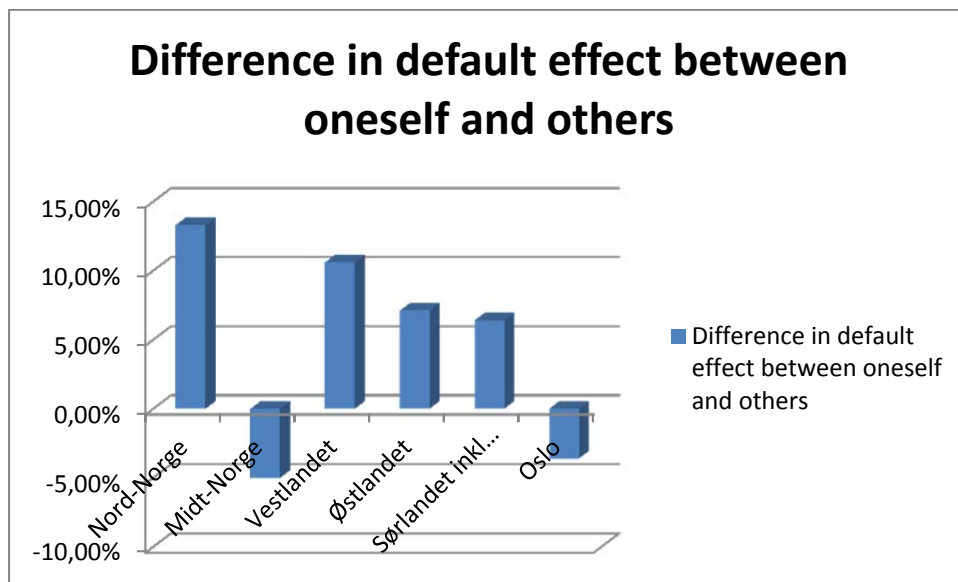 Difference in default effect between
oneself and others
15,00%
10,00%
5,00%
0,00%
-5,00%
-10,00%
Nord-Norge
Midt-Norge
Vestlandet
Østlandet
Sørlandet inkl...
Oslo
Difference in default
effect between oneself
and others